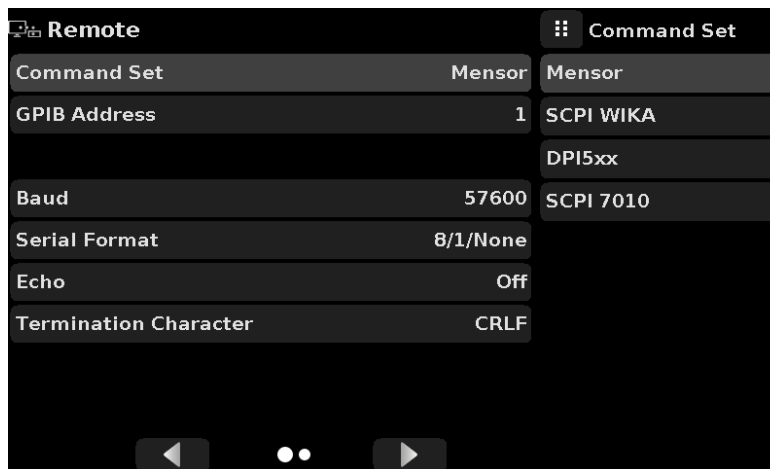 Remote
Command Set Mensor
GPIB Address 1
Baud 57600
Serial Format 8/1/None
Echo Off
Termination Character CRLF
Command Set
Mensor
SCPI WIKA
DPI5xx
SCPI 7010